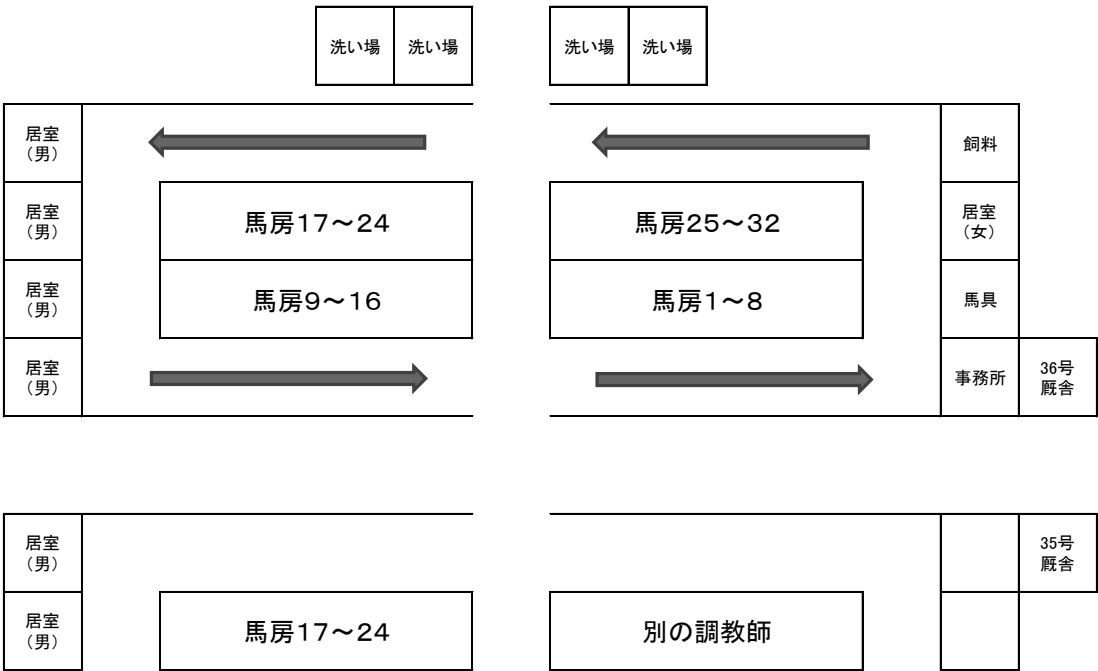 洗い場 洗い場 洗い場 洗い場
居室
（男）
飼料
居室
（男）
馬房17～24
馬房25～32
居室
（女）
居室
（男）
馬房9～16
馬房1～8
馬具
居室
（男）
事務所
36号
厩舎
居室
（男）
35号
厩舎
居室
（男）
馬房17～24
別の調教師